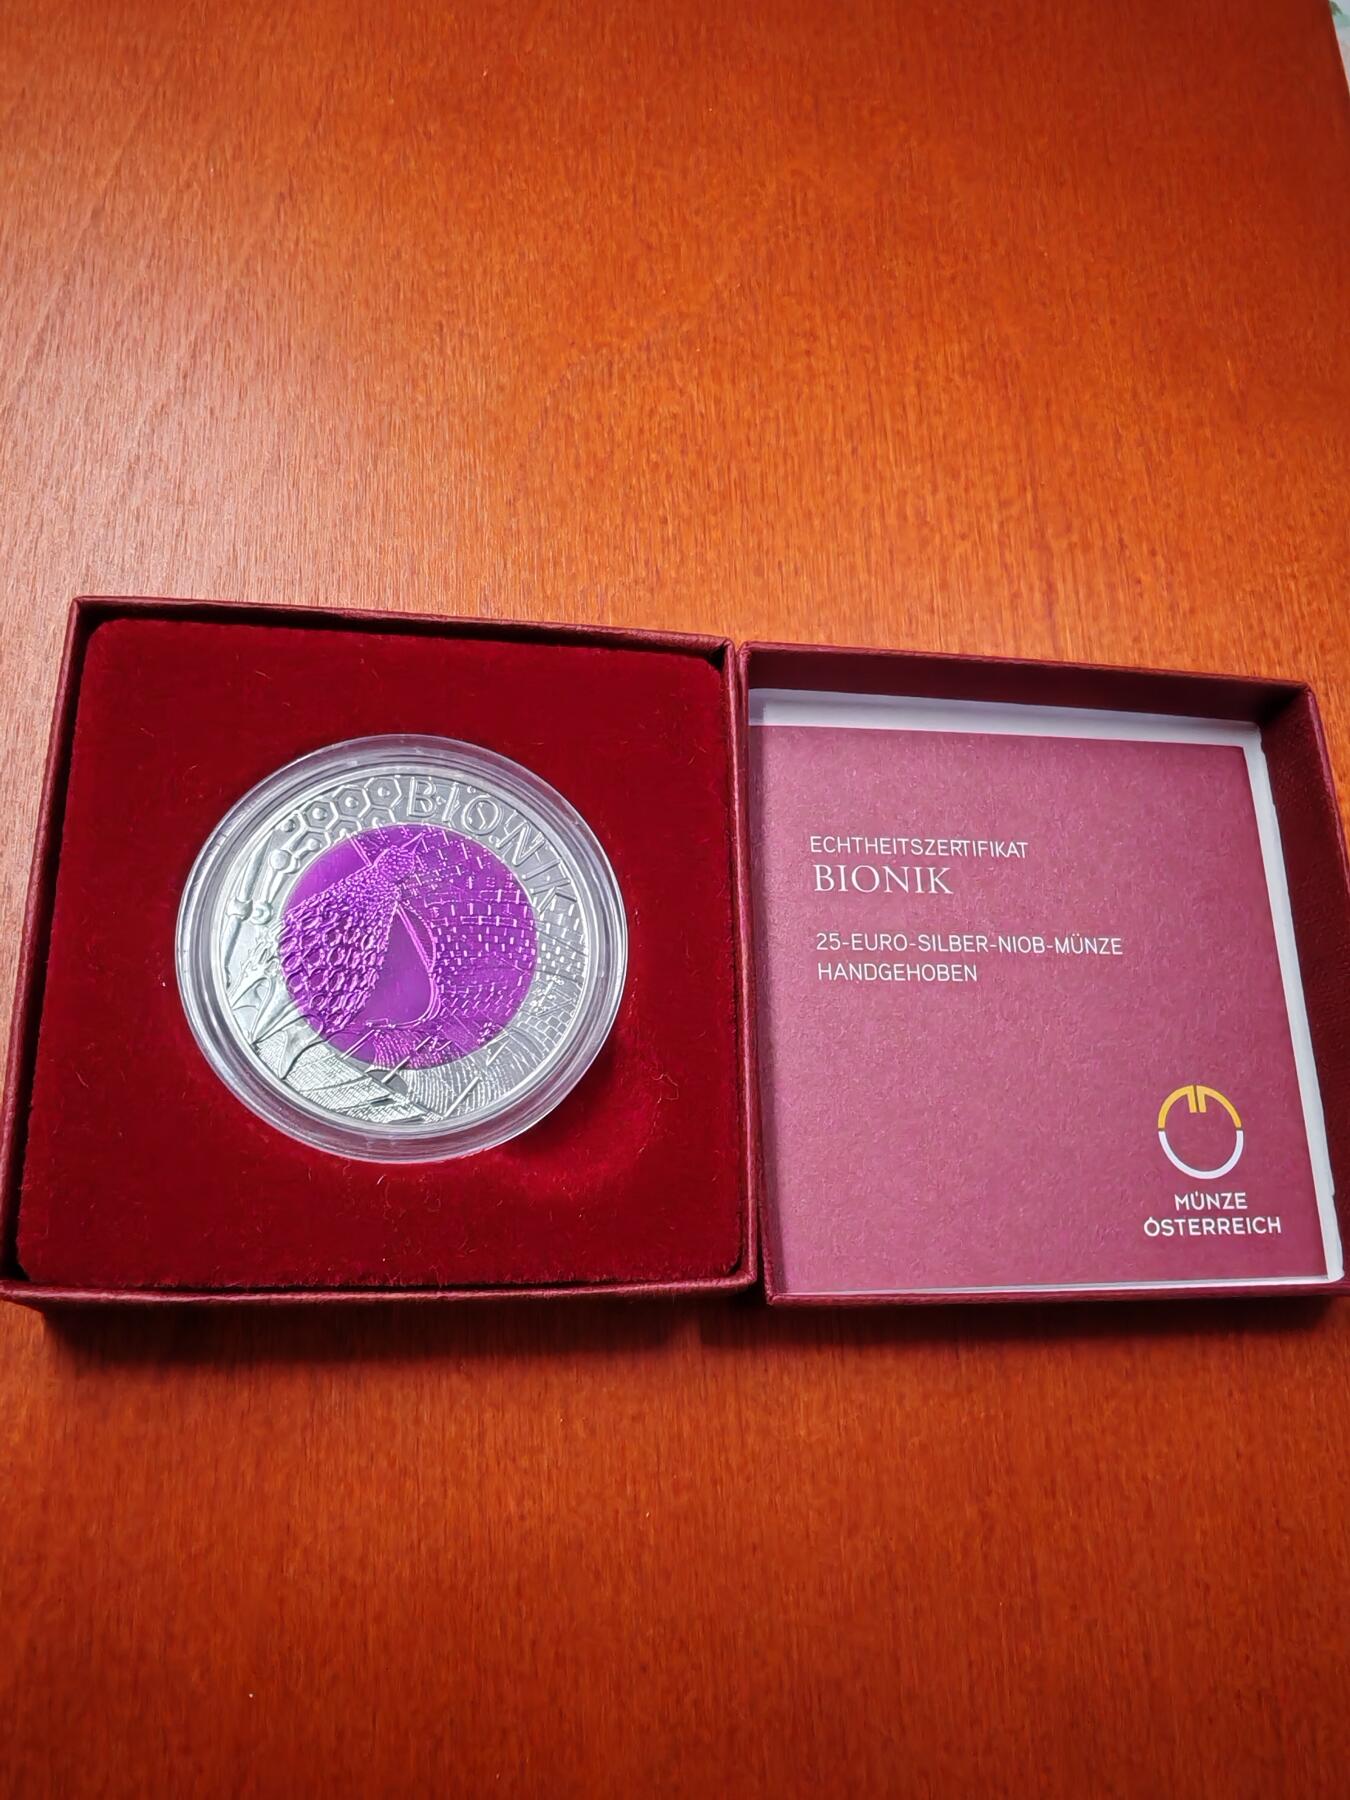 BIONIK
ECHTHEITSZERTIFIKAT
BIONIK
25-EURO-SILBER-NIOB-MÜNZE
HANDGEHOBEN
MÜNZE
ÖSTERREICH